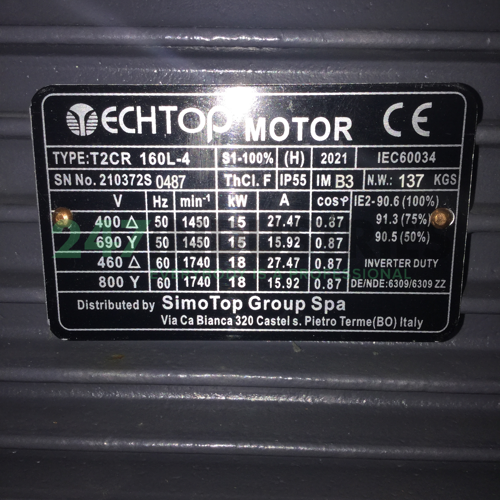 TECHTOP MOTOR CE
TYPE:T2CR 160L-4 S1-100% (H) 2021 IEC60034
SN No. 210372S 0487 ThCl. F IP55 IM B3 N.W.: 137 KGS
V Hz min⁻¹ kW A cosφ IE2-90.6 (100%)
400 Δ 50 1450 15 27.47 0.87 91.3 (75%)
690 Y 50 1450 15 15.92 0.87 90.5 (50%)
460 Δ 60 1740 18 27.47 0.87 INVERTER DUTY
800 Y 60 1740 18 15.92 0.87 DE/NDE:6309/6309 ZZ
Distributed by SimoTop Group Spa
Via Ca Bianca 320 Castel s. Pietro Terme(BO) Italy